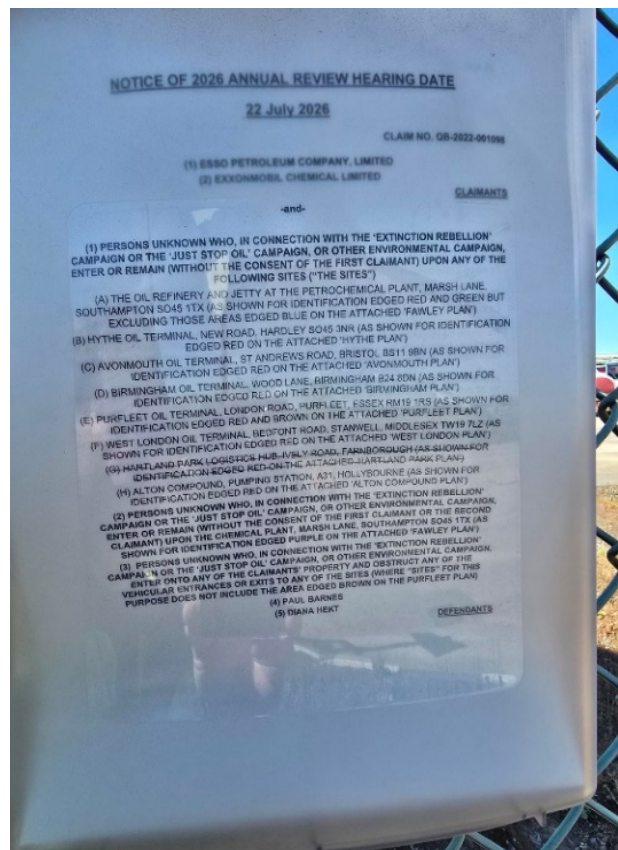 NOTICE OF 2026 ANNUAL REVIEW HEARING DATE
22 July 2026
CLAIM NO. QB-2022-001098
(1) ESSO PETROLEUM COMPANY, LIMITED
(2) EXXONMOBIL CHEMICAL LIMITED
CLAIMANTS
-and-
(1) PERSONS UNKNOWN WHO, IN CONNECTION WITH THE 'EXTINCTION REBELLION'
CAMPAIGN OR THE 'JUST STOP OIL' CAMPAIGN, OR OTHER ENVIRONMENTAL CAMPAIGN,
ENTER OR REMAIN (WITHOUT THE CONSENT OF THE FIRST CLAIMANT) UPON ANY OF THE
FOLLOWING SITES ("THE SITES")
(A) THE OIL REFINERY AND JETTY AT THE PETROCHEMICAL PLANT, MARSH LANE,
SOUTHAMPTON SO45 1TX (AS SHOWN FOR IDENTIFICATION EDGED RED AND GREEN BUT
EXCLUDING THOSE AREAS EDGED BLUE ON THE ATTACHED 'FAWLEY PLAN')
(B) HYTHE OIL TERMINAL, NEW ROAD, HARDLEY SO45 3NR (AS SHOWN FOR IDENTIFICATION
EDGED RED ON THE ATTACHED 'HYTHE PLAN')
(C) AVONMOUTH OIL TERMINAL, ST ANDREWS ROAD, BRISTOL BS11 9BN (AS SHOWN FOR
IDENTIFICATION EDGED RED ON THE ATTACHED 'AVONMOUTH PLAN')
(D) BIRMINGHAM OIL TERMINAL, WOOD LANE, BIRMINGHAM B24 8DN (AS SHOWN FOR
IDENTIFICATION EDGED RED ON THE ATTACHED 'BIRMINGHAM PLAN')
(E) PURFLEET OIL TERMINAL, LONDON ROAD, PURFLEET, ESSEX RM19 1RS (AS SHOWN FOR
IDENTIFICATION EDGED RED AND BROWN ON THE ATTACHED 'PURFLEET PLAN')
(F) WEST LONDON OIL TERMINAL, BEDFONT ROAD, STANWELL, MIDDLESEX TW19 7LZ (AS
SHOWN FOR IDENTIFICATION EDGED RED ON THE ATTACHED 'WEST LONDON PLAN')
(G) HARTLAND PARK LOGISTICS HUB, IVELY ROAD, FARNBOROUGH (AS SHOWN FOR
IDENTIFICATION EDGED RED ON THE ATTACHED HARTLAND PARK PLAN')
(H) ALTON COMPOUND, PUMPING STATION, A31, HOLLYBOURNE (AS SHOWN FOR
IDENTIFICATION EDGED RED ON THE ATTACHED 'ALTON COMPOUND PLAN')
(2) PERSONS UNKNOWN WHO, IN CONNECTION WITH THE 'EXTINCTION REBELLION'
CAMPAIGN OR THE 'JUST STOP OIL' CAMPAIGN, OR OTHER ENVIRONMENTAL CAMPAIGN,
ENTER OR REMAIN (WITHOUT THE CONSENT OF THE FIRST CLAIMANT OR THE SECOND
CLAIMANT) UPON THE CHEMICAL PLANT, MARSH LANE, SOUTHAMPTON SO45 1TX (AS
SHOWN FOR IDENTIFICATION EDGED PURPLE ON THE ATTACHED 'FAWLEY PLAN')
(3) PERSONS UNKNOWN WHO, IN CONNECTION WITH THE 'EXTINCTION REBELLION'
CAMPAIGN OR THE 'JUST STOP OIL' CAMPAIGN, OR OTHER ENVIRONMENTAL CAMPAIGN,
ENTER ONTO ANY OF THE CLAIMANTS' PROPERTY AND OBSTRUCT ANY OF THE
VEHICULAR ENTRANCES OR EXITS TO ANY OF THE SITES (WHERE "SITES" FOR THIS
PURPOSE DOES NOT INCLUDE THE AREA EDGED BROWN ON THE PURFLEET PLAN)
(4) PAUL BARNES
(5) DIANA HEKT
DEFENDANTS